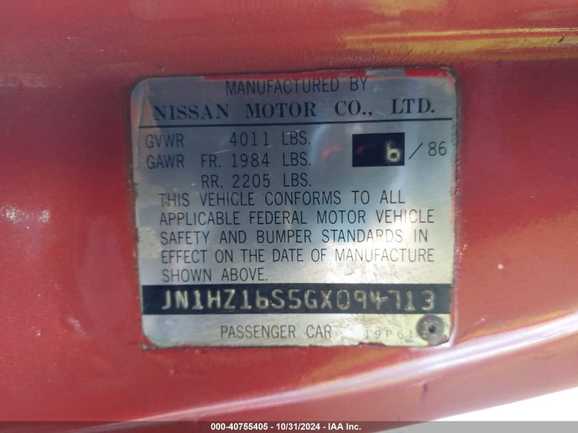 MANUFACTURED BY
NISSAN MOTOR CO., LTD.
GVWR 4011 LBS.
GAWR FR. 1984 LBS. 6/86
RR. 2205 LBS.
THIS VEHICLE CONFORMS TO ALL
APPLICABLE FEDERAL MOTOR VEHICLE
SAFETY AND BUMPER STANDARDS IN
EFFECT ON THE DATE OF MANUFACTURE
SHOWN ABOVE.
JN1HZ16S5GX094713
PASSENGER CAR
000-40755405 - 10/31/2024 - IAA Inc.